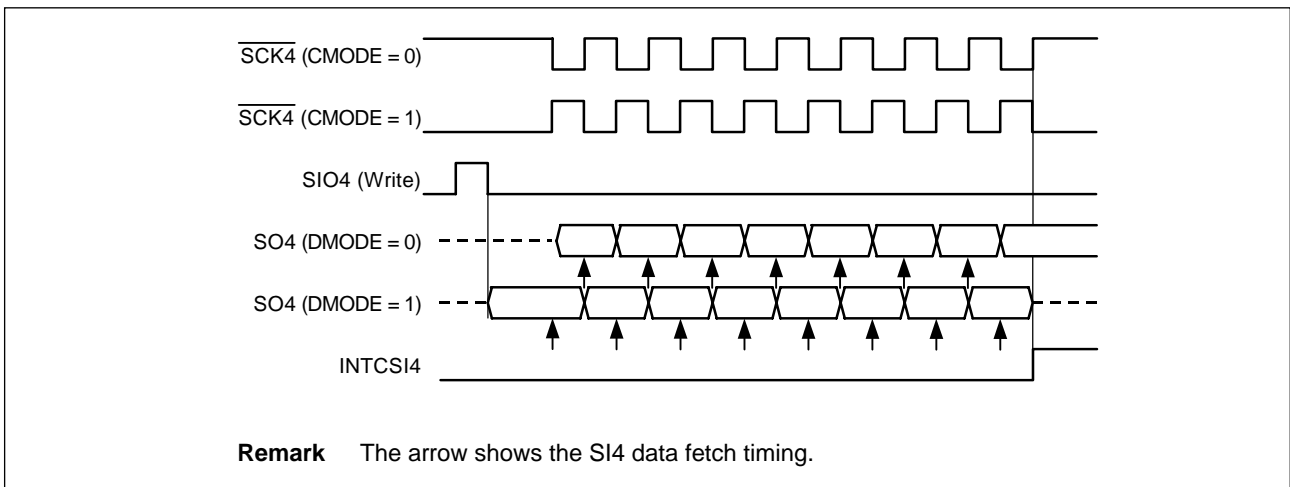 SCK4 (CMODE = 0)
SCK4 (CMODE = 1)
SIO4 (Write)
SO4 (DMODE = 0)
SO4 (DMODE = 1)
INTCSI4
Remark The arrow shows the SI4 data fetch timing.